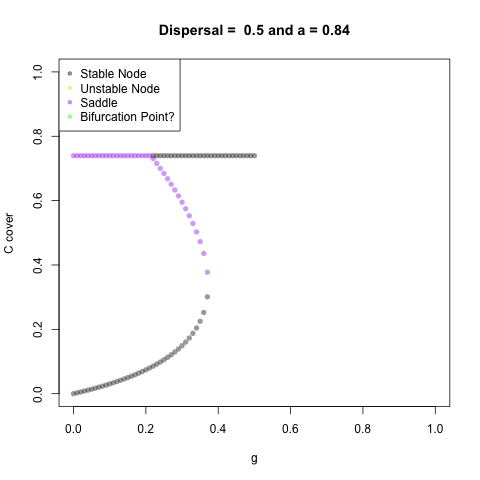 Dispersal =  0.5 and a = 0.84
Stable Node
Unstable Node
Saddle
Bifurcation Point?
C cover
1.0
0.8
0.6
0.4
0.2
0.0
0.0 0.2 0.4 0.6 0.8 1.0
g